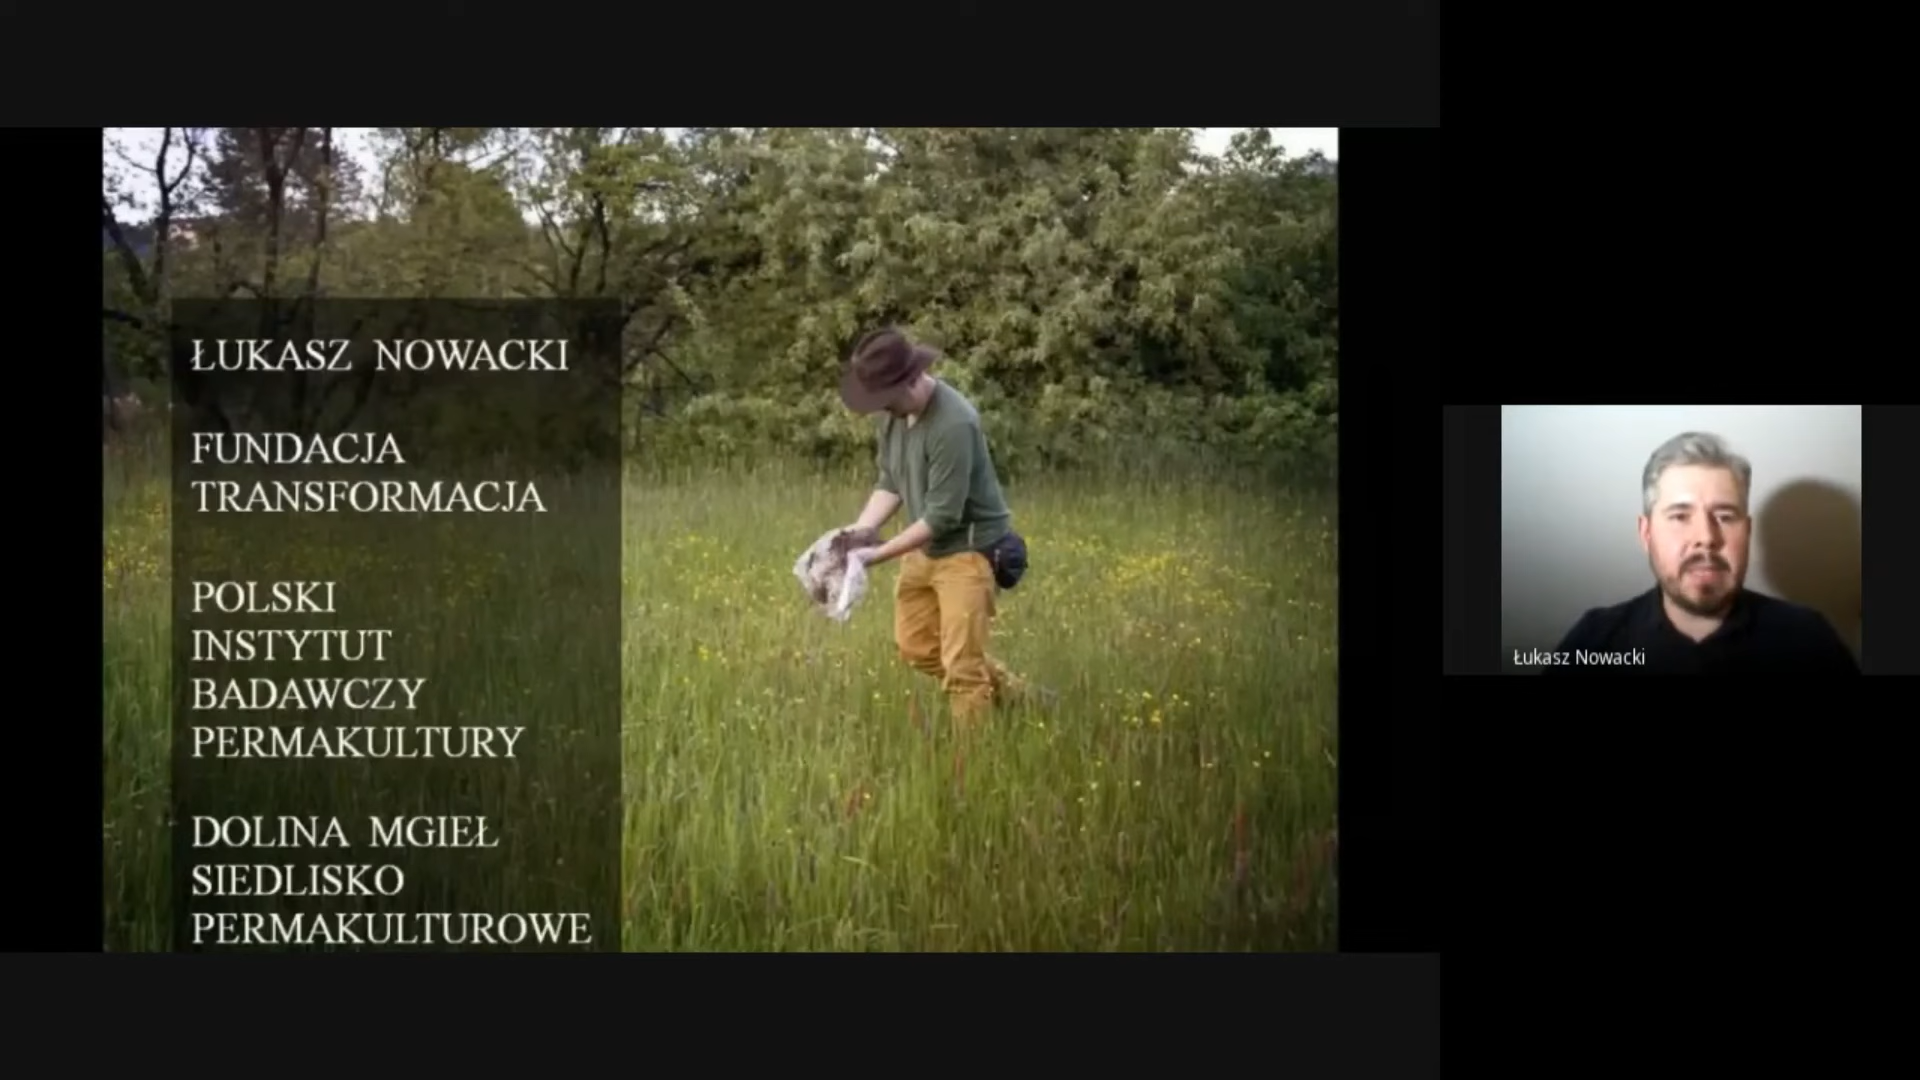 ŁUKASZ NOWACKI
FUNDACJA
TRANSFORMACJA
POLSKI
INSTYTUT
BADAWCZY
PERMAKULTURY
DOLINA MGIEŁ
SIEDLISKO
PERMAKULTUROWE
Łukasz Nowacki